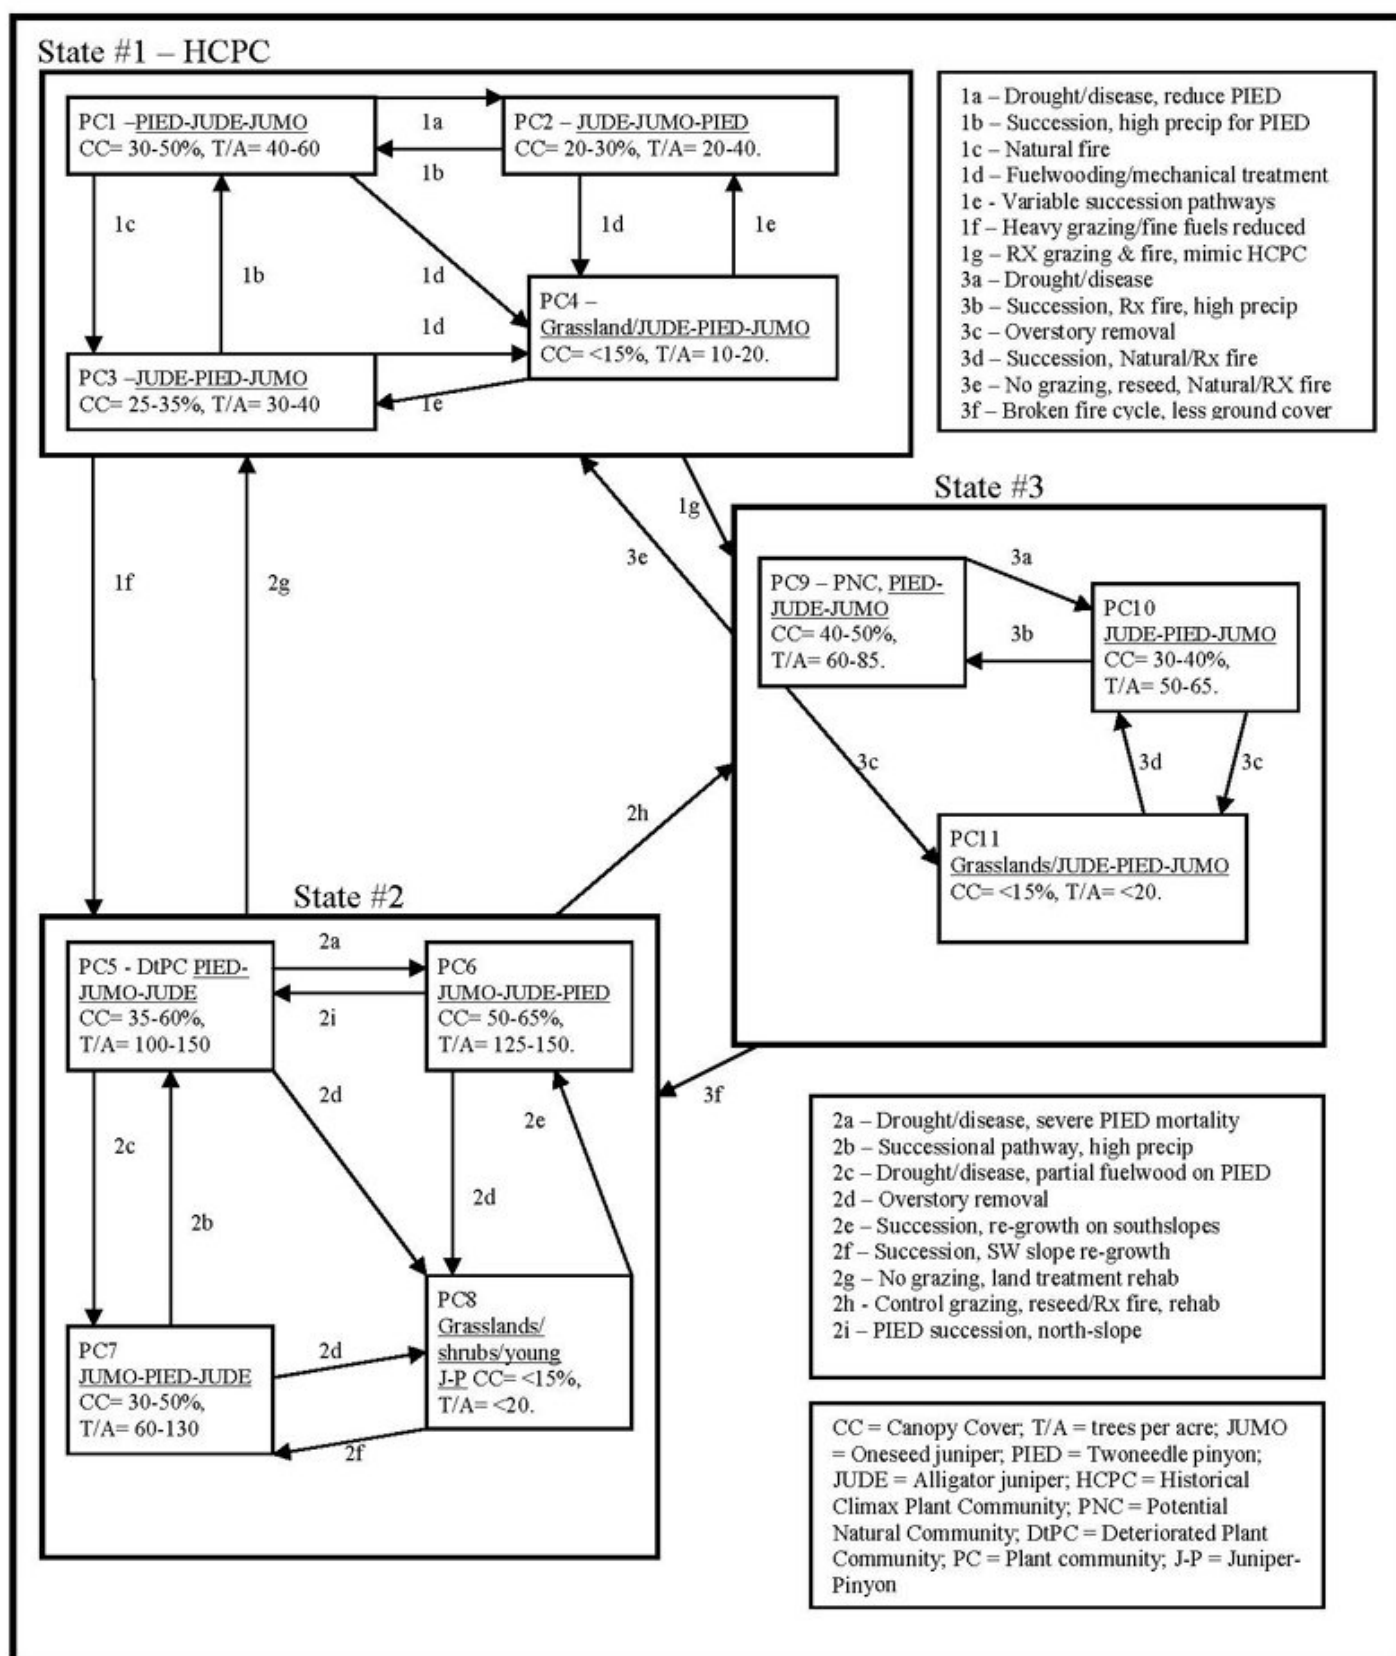 State #1 – HCPC
PC1 –PIED-JUDE-JUMO
CC= 30-50%, T/A= 40-60
1a
1b
PC2 – JUDE-JUMO-PIED
CC= 20-30%, T/A= 20-40.
1c
1b
1d
1d
1e
1d
PC4 –
Grassland/JUDE-PIED-JUMO
CC= <15%, T/A= 10-20.
PC3 –JUDE-PIED-JUMO
CC= 25-35%, T/A= 30-40
1e
1a – Drought/disease, reduce PIED
1b – Succession, high precip for PIED
1c – Natural fire
1d – Fuelwooding/mechanical treatment
1e - Variable succession pathways
1f – Heavy grazing/fine fuels reduced
1g – RX grazing & fire, mimic HCPC
3a – Drought/disease
3b – Succession, Rx fire, high precip
3c – Overstory removal
3d – Succession, Natural/Rx fire
3e – No grazing, reseed, Natural/RX fire
3f – Broken fire cycle, less ground cover
1f
2g
3e
1g
2h
3f
State #3
PC9 – PNC, PIED-
JUDE-JUMO
CC= 40-50%,
T/A= 60-85.
3a
3b
PC10
JUDE-PIED-JUMO
CC= 30-40%,
T/A= 50-65.
3c
3d
3c
PC11
Grasslands/JUDE-PIED-JUMO
CC= <15%, T/A= <20.
State #2
PC5 - DtPC PIED-
JUMO-JUDE
CC= 35-60%,
T/A= 100-150
2a
2i
PC6
JUMO-JUDE-PIED
CC= 50-65%,
T/A= 125-150.
2c
2b
2d
2d
2e
PC7
JUMO-PIED-JUDE
CC= 30-50%,
T/A= 60-130
2d
2f
PC8
Grasslands/
shrubs/young
J-P CC= <15%,
T/A= <20.
2a – Drought/disease, severe PIED mortality
2b – Successional pathway, high precip
2c – Drought/disease, partial fuelwood on PIED
2d – Overstory removal
2e – Succession, re-growth on southslopes
2f – Succession, SW slope re-growth
2g – No grazing, land treatment rehab
2h - Control grazing, reseed/Rx fire, rehab
2i – PIED succession, north-slope
CC = Canopy Cover; T/A = trees per acre; JUMO
= Oneseed juniper; PIED = Twoneedle pinyon;
JUDE = Alligator juniper; HCPC = Historical
Climax Plant Community; PNC = Potential
Natural Community; DtPC = Deteriorated Plant
Community; PC = Plant community; J-P = Juniper-
Pinyon